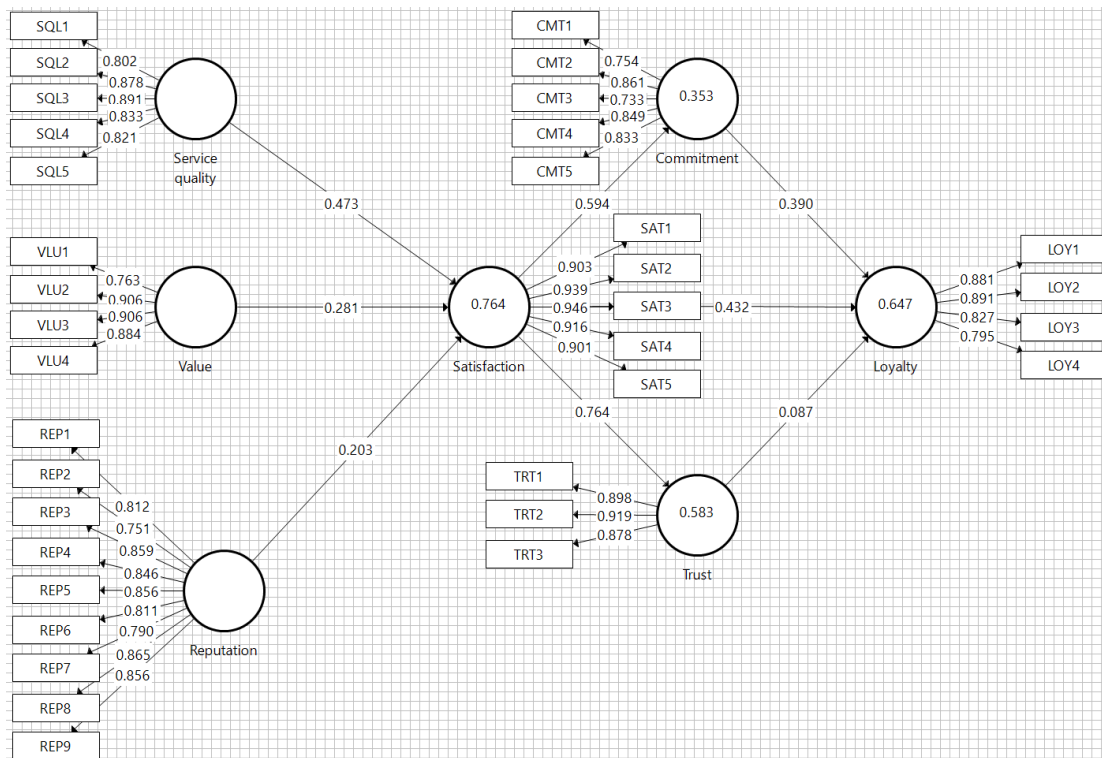 SQL1
SQL2
SQL3
SQL4
SQL5
0.802
0.878
0.891
0.833
0.821
Service
quality
0.473
VLU1
VLU2
VLU3
VLU4
0.763
0.906
0.906
0.884
Value
0.281
REP1
REP2
REP3
REP4
REP5
REP6
REP7
REP8
REP9
0.812
0.751
0.859
0.846
0.856
0.811
0.790
0.865
0.856
Reputation
0.203
0.764
Satisfaction
SAT1
SAT2
SAT3
SAT4
SAT5
0.903
0.939
0.946
0.916
0.901
0.594
0.432
0.764
CMT1
CMT2
CMT3
CMT4
CMT5
0.754
0.861
0.733
0.849
0.833
0.353
Commitment
0.390
TRT1
TRT2
TRT3
0.898
0.919
0.878
0.583
Trust
0.087
0.647
Loyalty
LOY1
LOY2
LOY3
LOY4
0.881
0.891
0.827
0.795